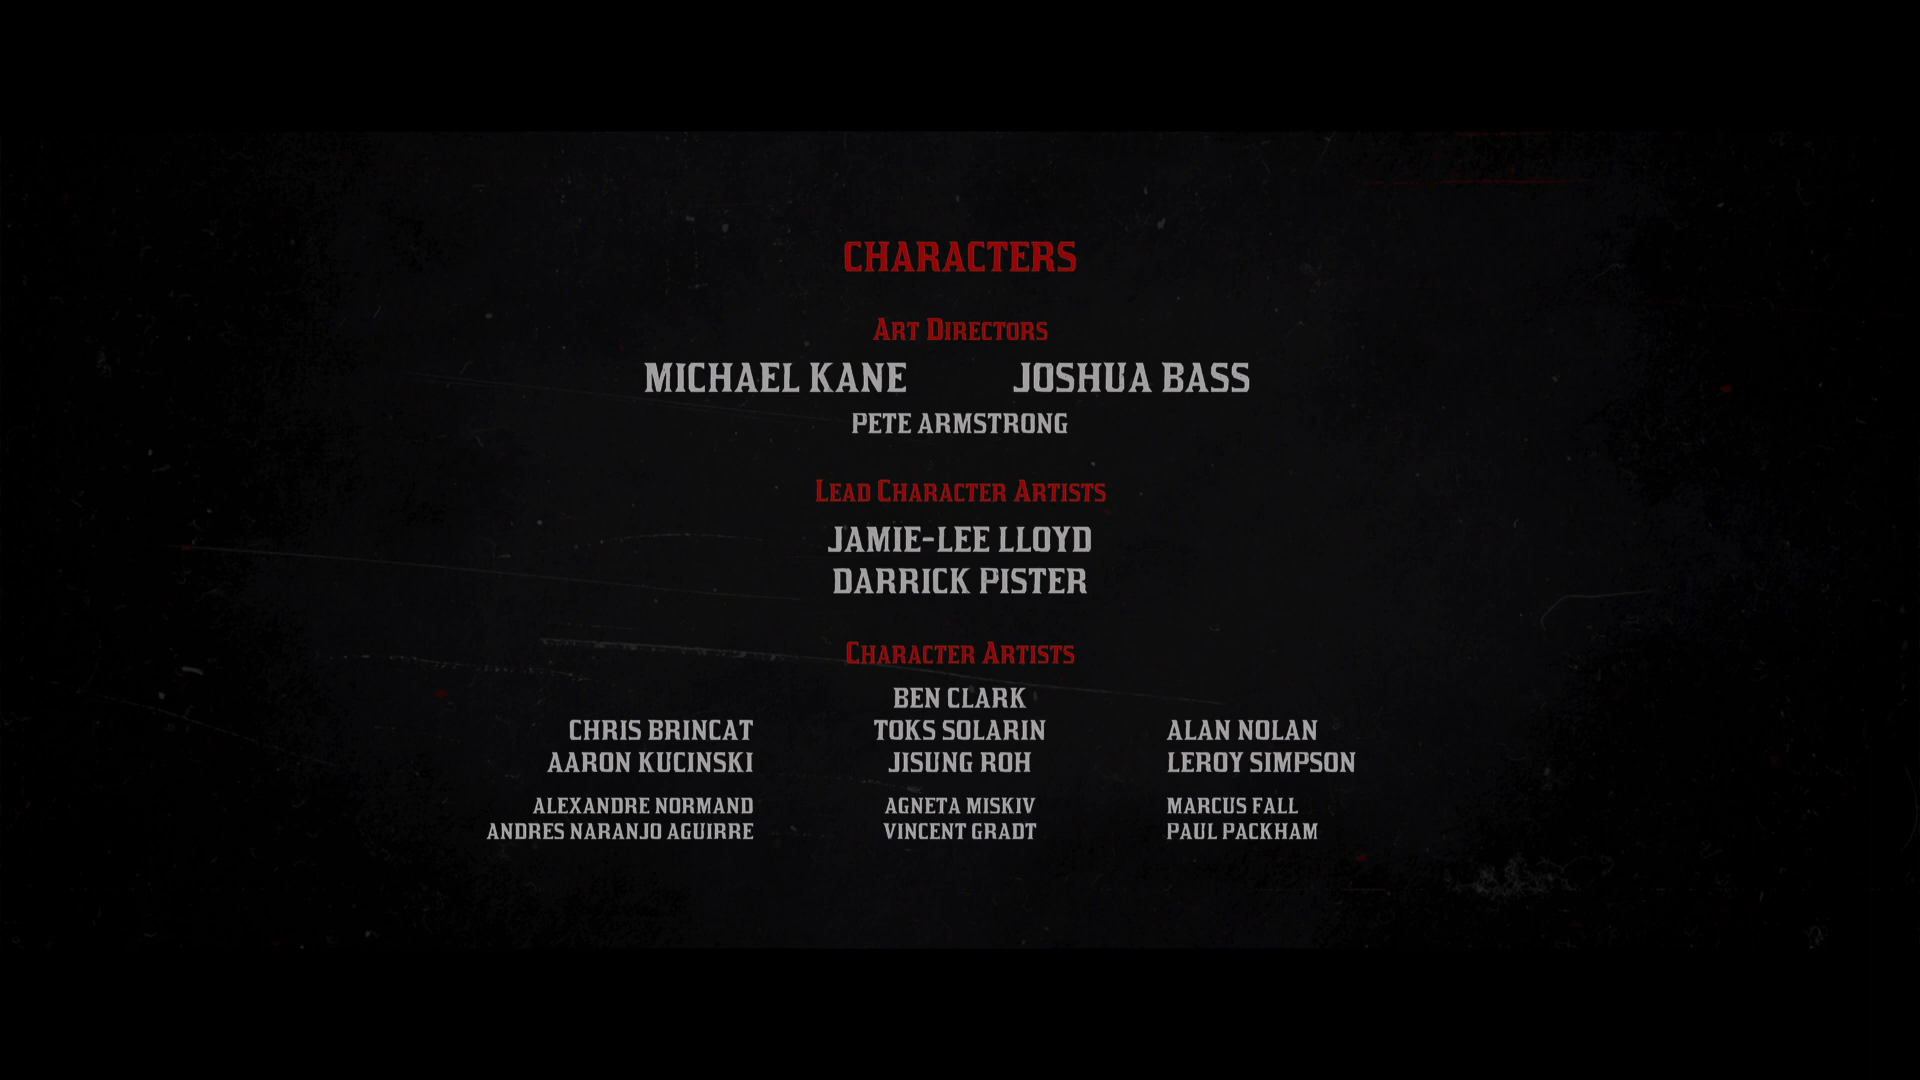 CHARACTERS
Art Directors
MICHAEL KANE JOSHUA BASS
PETE ARMSTRONG
Lead Character Artists
JAMIE-LEE LLOYD
DARRICK PISTER
Character Artists
BEN CLARK
CHRIS BRINCAT TOKS SOLARIN ALAN NOLAN
AARON KUCINSKI JISUNG ROH LEROY SIMPSON
ALEXANDRE NORMAND AGNETA MISKIV MARCUS FALL
ANDRES NARANJO AGUIRRE VINCENT GRADT PAUL PACKHAM